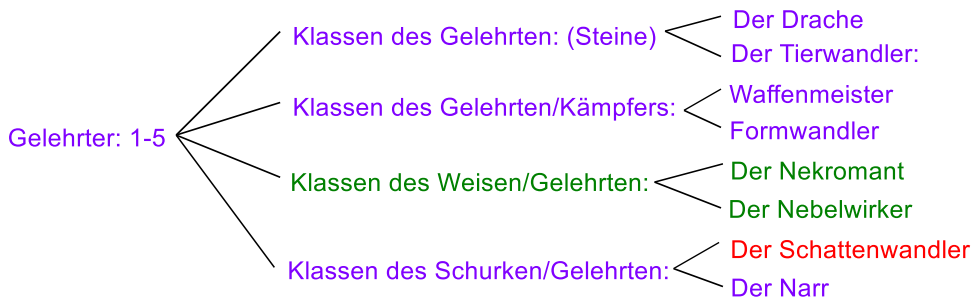 Gelehrter: 1-5
Klassen des Gelehrten: (Steine)
Der Drache
Der Tierwandler:
Klassen des Gelehrten/Kämpfers:
Waffenmeister
Formwandler
Klassen des Weisen/Gelehrten:
Der Nekromant
Der Nebelwirker
Klassen des Schurken/Gelehrten:
Der Schattenwandler
Der Narr